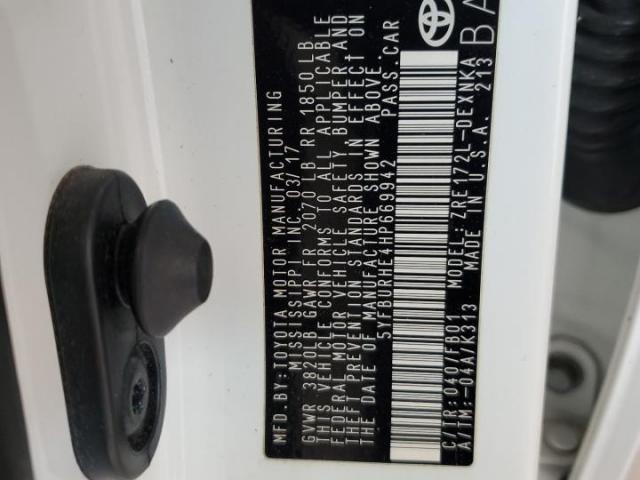 MFD.BY:TOYOTA MOTOR MANUFACTURING
MISSISSIPPI INC. 03/17
GVWR 3820LB GAWR FR 2070 LB RR 1850 LB
THIS VEHICLE CONFORMS TO ALL APPLICABLE
FEDERAL MOTOR VEHICLE SAFETY, BUMPER AND
THEFT PREVENTION STANDARDS IN EFFECT ON
THE DATE OF MANUFACTURE SHOWN ABOVE.
5YFBURHE4HP669942 PASS.CAR
C/TR:040/FB01 MODEL:ZRE172L-DEXNKA
A/TM:-04A/K313 MADE IN U.S.A. 213
BA